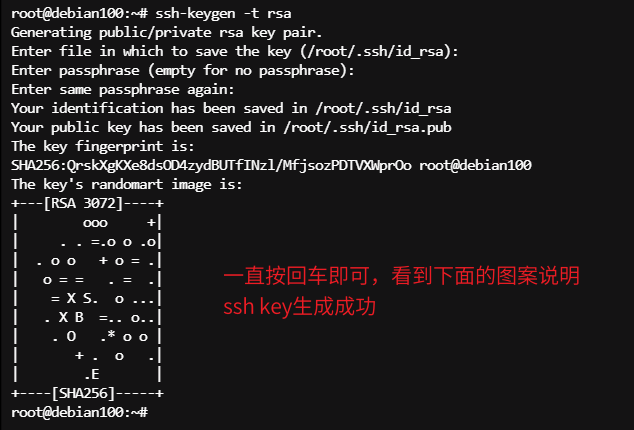 root@debian100:~# ssh-keygen -t rsa
Generating public/private rsa key pair.
Enter file in which to save the key (/root/.ssh/id_rsa):
Enter passphrase (empty for no passphrase):
Enter same passphrase again:
Your identification has been saved in /root/.ssh/id_rsa
Your public key has been saved in /root/.ssh/id_rsa.pub
The key fingerprint is:
SHA256:QrskXgKXe8dsOD4zydBUTfINzl/MfjsozPDTVXWprOo root@debian100
The key's randomart image is:
+---[RSA 3072]----+
|        ooo     +|
|     . . =.o o .o|
|  . o o   + o = .|
|   o = =   . =  .|
|    = X S.  o ...|
|   . X B  =.. o..|
|    . O   .* o o |
|       + .  o   .|
|        .E       |
+----[SHA256]-----+
一直按回车即可，看到下面的图案说明
ssh key生成成功
root@debian100:~#